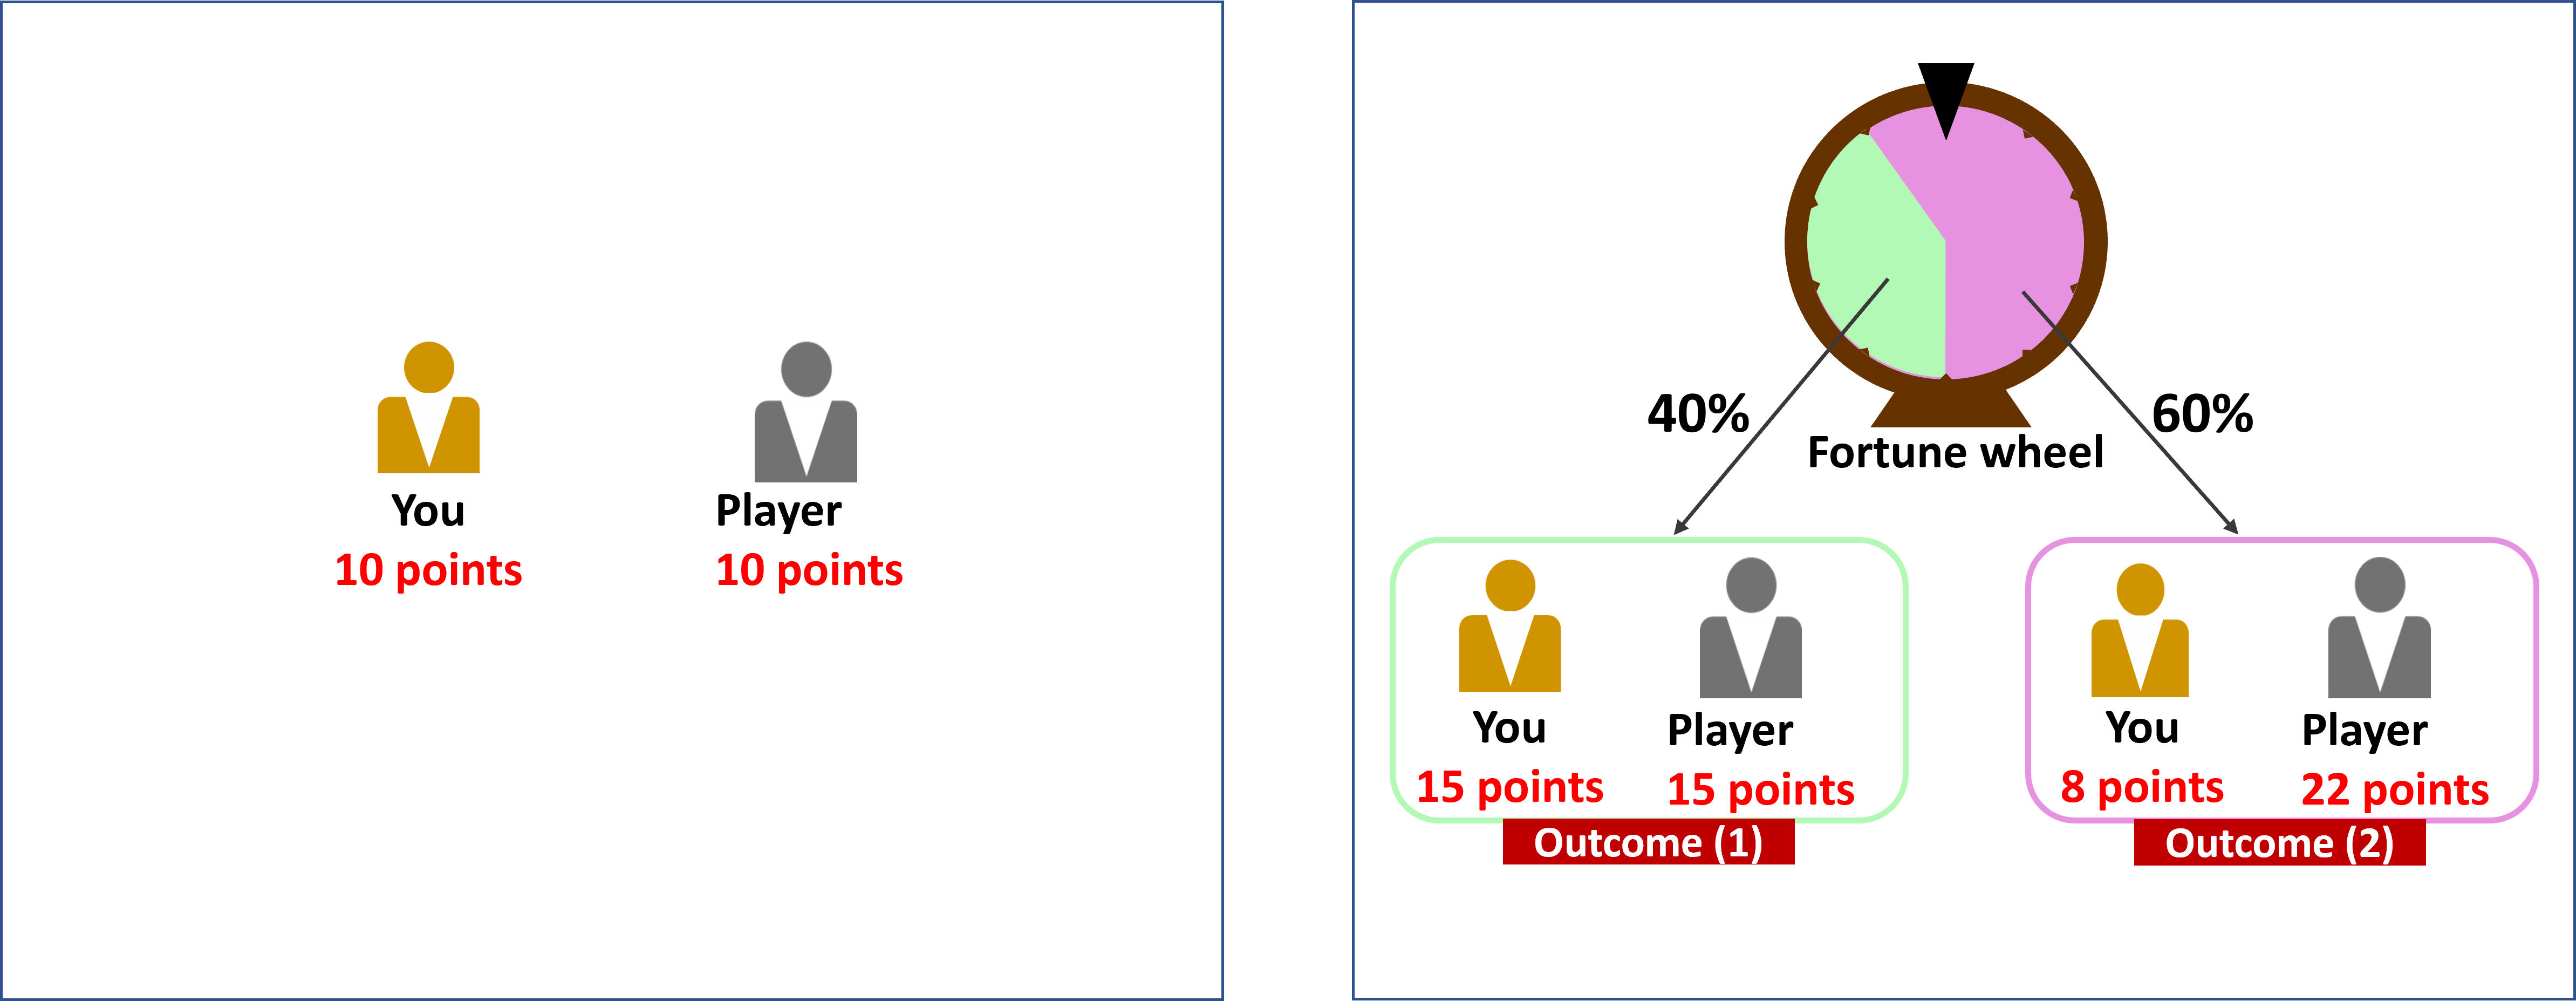 You Player
10 points 10 points
40% 60%
Fortune wheel
You Player
15 points 15 points
Outcome (1)
You Player
8 points 22 points
Outcome (2)